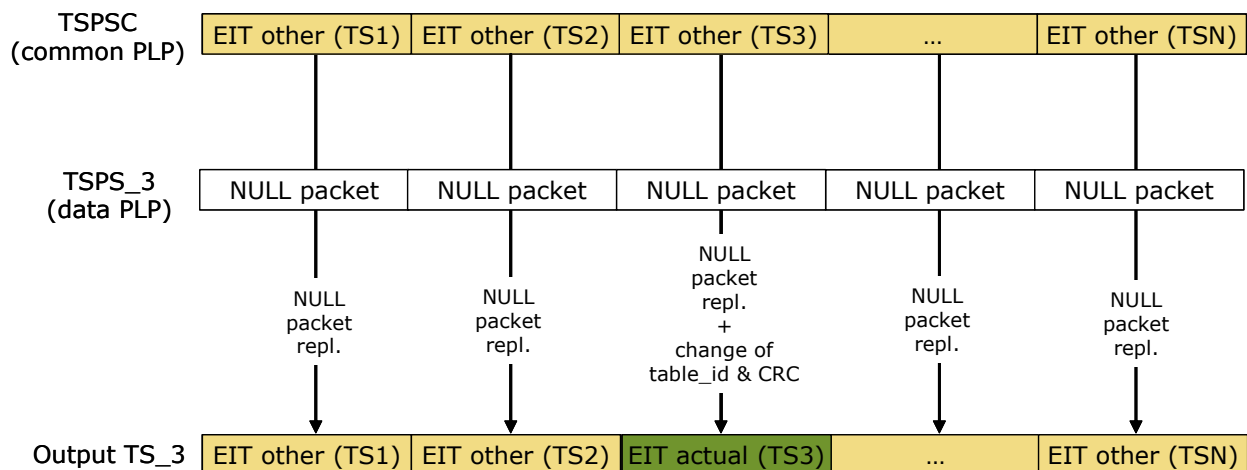 TSPSC
(common PLP)
EIT other (TS1) EIT other (TS2) EIT other (TS3) ... EIT other (TSN)
TSPS_3
(data PLP)
NULL packet NULL packet NULL packet NULL packet NULL packet
NULL
packet
repl.
NULL
packet
repl.
NULL
packet
repl.
+
change of
table_id & CRC
NULL
packet
repl.
NULL
packet
repl.
Output TS_3
EIT other (TS1) EIT other (TS2) EIT actual (TS3) ... EIT other (TSN)